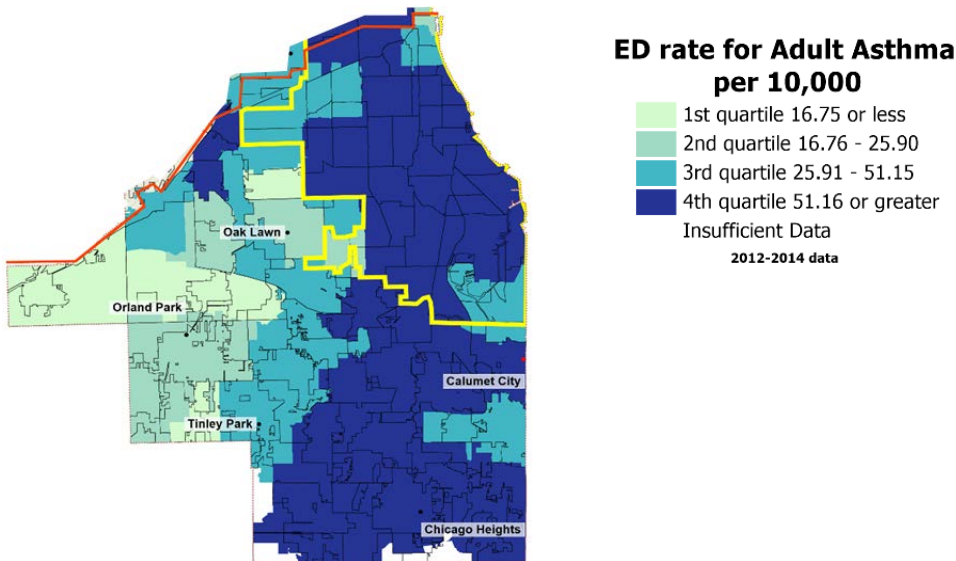 ED rate for Adult Asthma
per 10,000
1st quartile 16.75 or less
2nd quartile 16.76 - 25.90
3rd quartile 25.91 - 51.15
4th quartile 51.16 or greater
Insufficient Data
2012-2014 data
Oak Lawn
Orland Park
Calumet City
Tinley Park
Chicago Heights